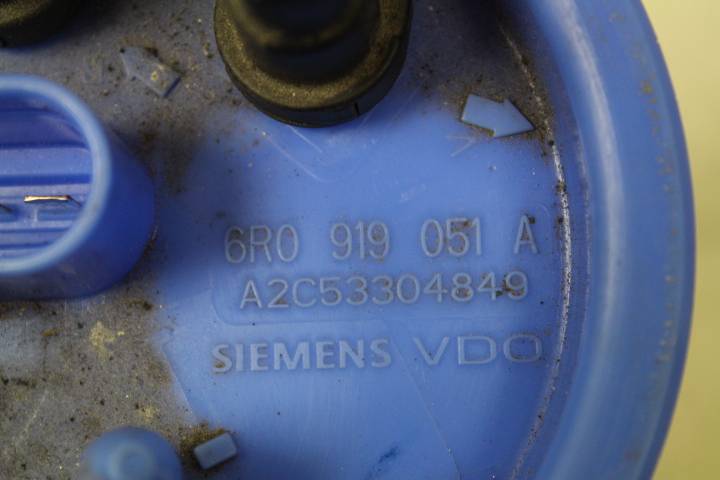 6R0 919 051 A
A2C53304849
SIEMENS VDO